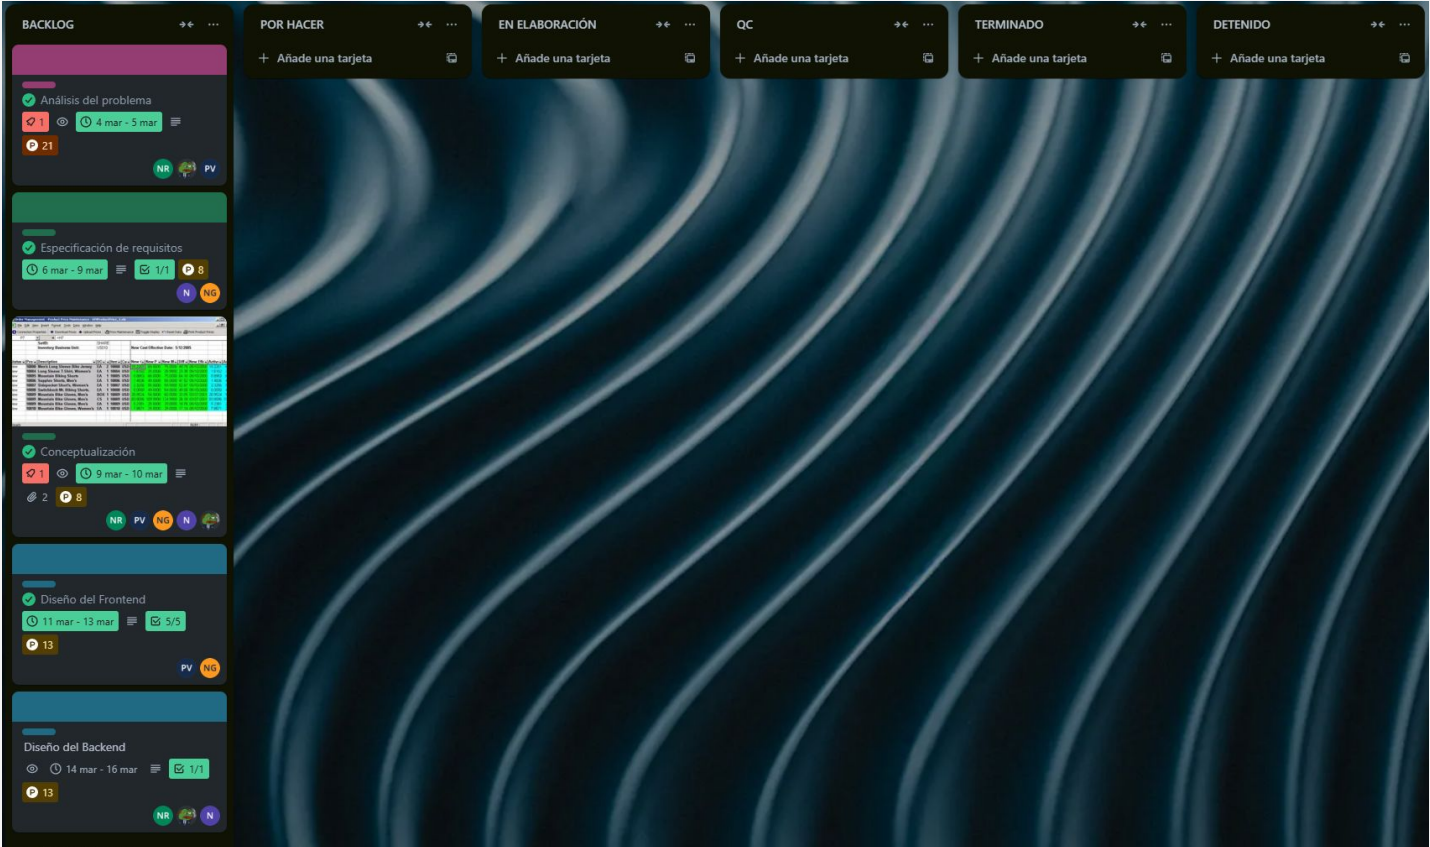 BACKLOG
POR HACER
EN ELABORACIÓN
QC
TERMINADO
DETENIDO
Añade una tarjeta
Añade una tarjeta
Añade una tarjeta
Añade una tarjeta
Añade una tarjeta
Análisis del problema
1 4 mar - 5 mar
P 21
NR PV
Especificación de requisitos
6 mar - 9 mar 1/1 P 8
N NG
Conceptualización
1 9 mar - 10 mar
2 P 8
NR PV NG N
Diseño del Frontend
11 mar - 13 mar 5/5
P 13
PV NG
Diseño del Backend
14 mar - 16 mar 1/1
P 13
NR N